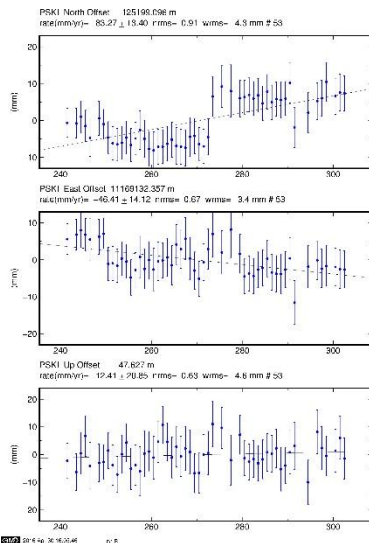 PSKI North Offset 125199.096 m
rate(mm/yr)= 83.27 ± 13.40 nrms= 0.91 wrms= 4.3 mm # 53
20
10
0
10
(mm)
240 260 280 300
PSKI East Offset 11169132.357 m
rate(mm/yr)= -46.41 ± 14.12 nrms= 0.67 wrms= 3.4 mm # 53
10
0
-10
-20
(mm)
240 260 280 300
PSKI Up Offset 47.627 m
rate(mm/yr)= 12.41 ± 20.85 nrms= 0.63 wrms= 4.6 mm # 53
20
10
0
-10
-20
(mm)
240 260 280 300
GMT